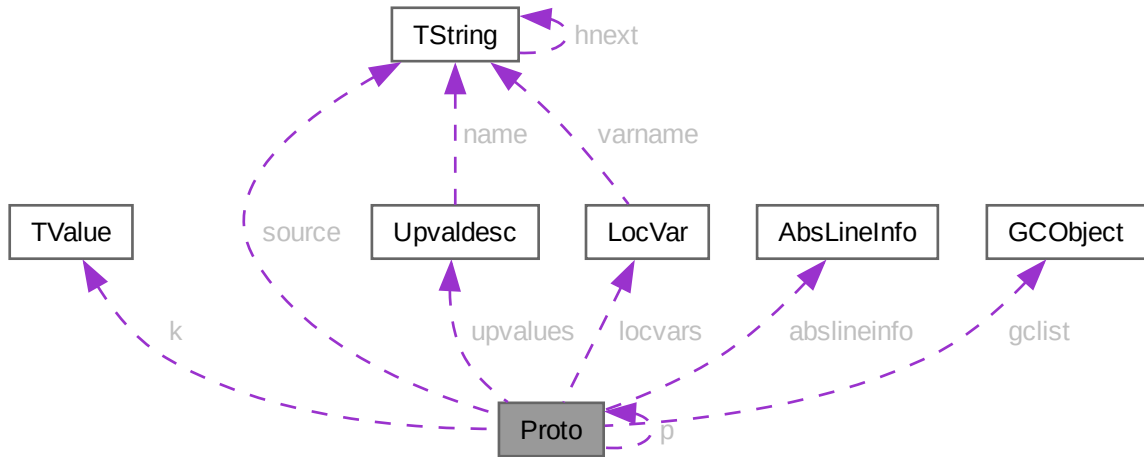 TString
hnext
name
varname
TValue
source
Upvaldesc
LocVar
AbsLineInfo
GCObject
k
upvalues
locvars
abslineinfo
gclist
Proto
p